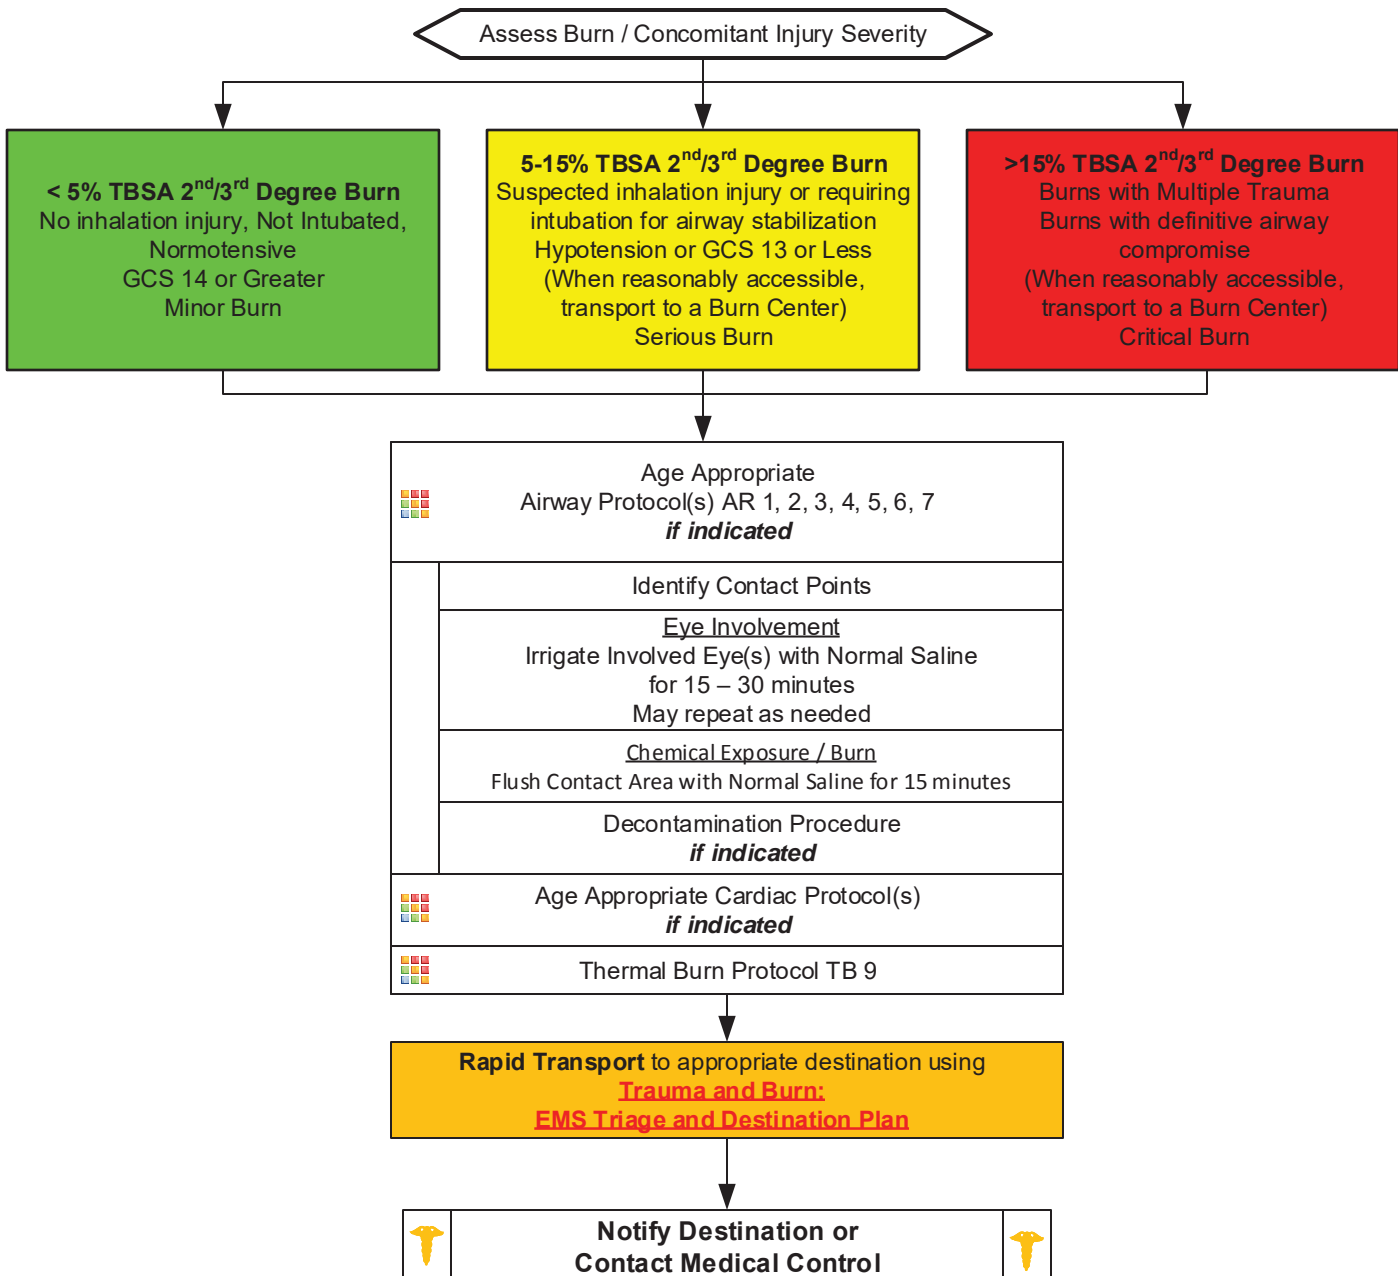 Assess Burn / Concomitant Injury Severity
< 5% TBSA 2nd/3rd Degree Burn
No inhalation injury, Not Intubated,
Normotensive
GCS 14 or Greater
Minor Burn
5-15% TBSA 2nd/3rd Degree Burn
Suspected inhalation injury or requiring
intubation for airway stabilization
Hypotension or GCS 13 or Less
(When reasonably accessible,
transport to a Burn Center)
Serious Burn
>15% TBSA 2nd/3rd Degree Burn
Burns with Multiple Trauma
Burns with definitive airway
compromise
(When reasonably accessible,
transport to a Burn Center)
Critical Burn
Age Appropriate
Airway Protocol(s) AR 1, 2, 3, 4, 5, 6, 7
if indicated
Identify Contact Points
Eye Involvement
Irrigate Involved Eye(s) with Normal Saline
for 15 – 30 minutes
May repeat as needed
Chemical Exposure / Burn
Flush Contact Area with Normal Saline for 15 minutes
Decontamination Procedure
if indicated
Age Appropriate Cardiac Protocol(s)
if indicated
Thermal Burn Protocol TB 9
Rapid Transport to appropriate destination using
Trauma and Burn:
EMS Triage and Destination Plan
Notify Destination or
Contact Medical Control